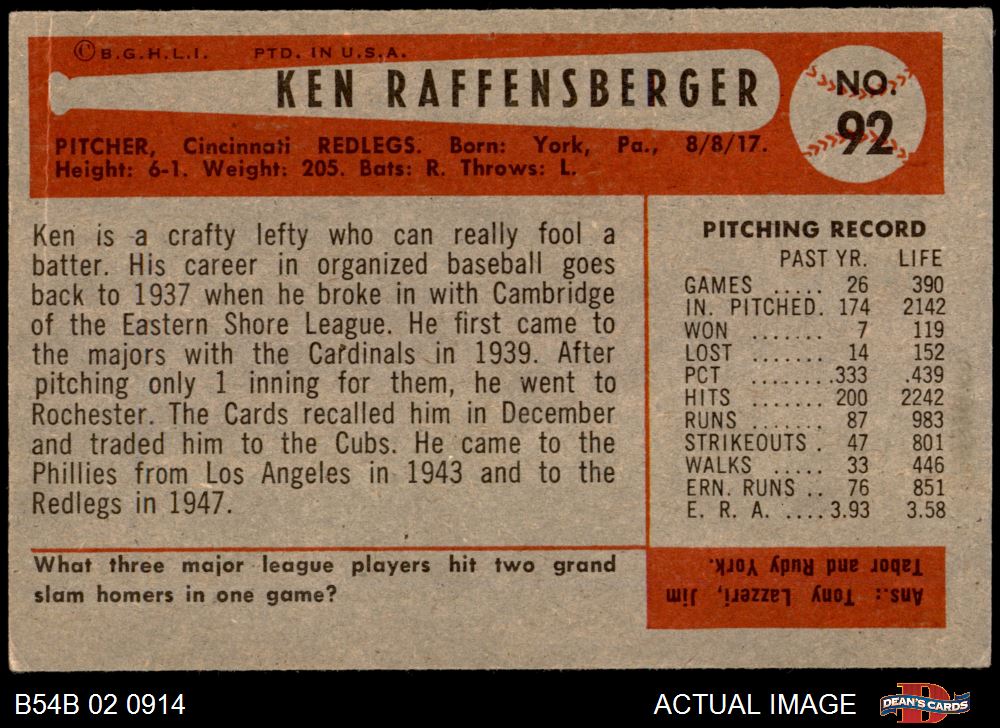 © B.G.H.L.I. PTD. IN U.S.A.
KEN RAFFENSBERGER
NO.
92
PITCHER, Cincinnati REDLEGS. Born: York, Pa., 8/8/17.
Height: 6-1. Weight: 205. Bats: R. Throws: L.
Ken is a crafty lefty who can really fool a
batter. His career in organized baseball goes
back to 1937 when he broke in with Cambridge
of the Eastern Shore League. He first came to
the majors with the Cardinals in 1939. After
pitching only 1 inning for them, he went to
Rochester. The Cards recalled him in December
and traded him to the Cubs. He came to the
Phillies from Los Angeles in 1943 and to the
Redlegs in 1947.
PITCHING RECORD
PAST YR. LIFE
GAMES ..... 26 390
IN. PITCHED. 174 2142
WON ....... 7 119
LOST ....... 14 152
PCT ........ .333 .439
HITS ....... 200 2242
RUNS ....... 87 983
STRIKEOUTS . 47 801
WALKS ..... 33 446
ERN. RUNS .. 76 851
E. R. A. .... 3.93 3.58
What three major league players hit two grand
slam homers in one game?
Ans.: Tony Lazzeri, Jim
Tabor and Rudy York.
B54B 02 0914
ACTUAL IMAGE
DEAN'S CARDS